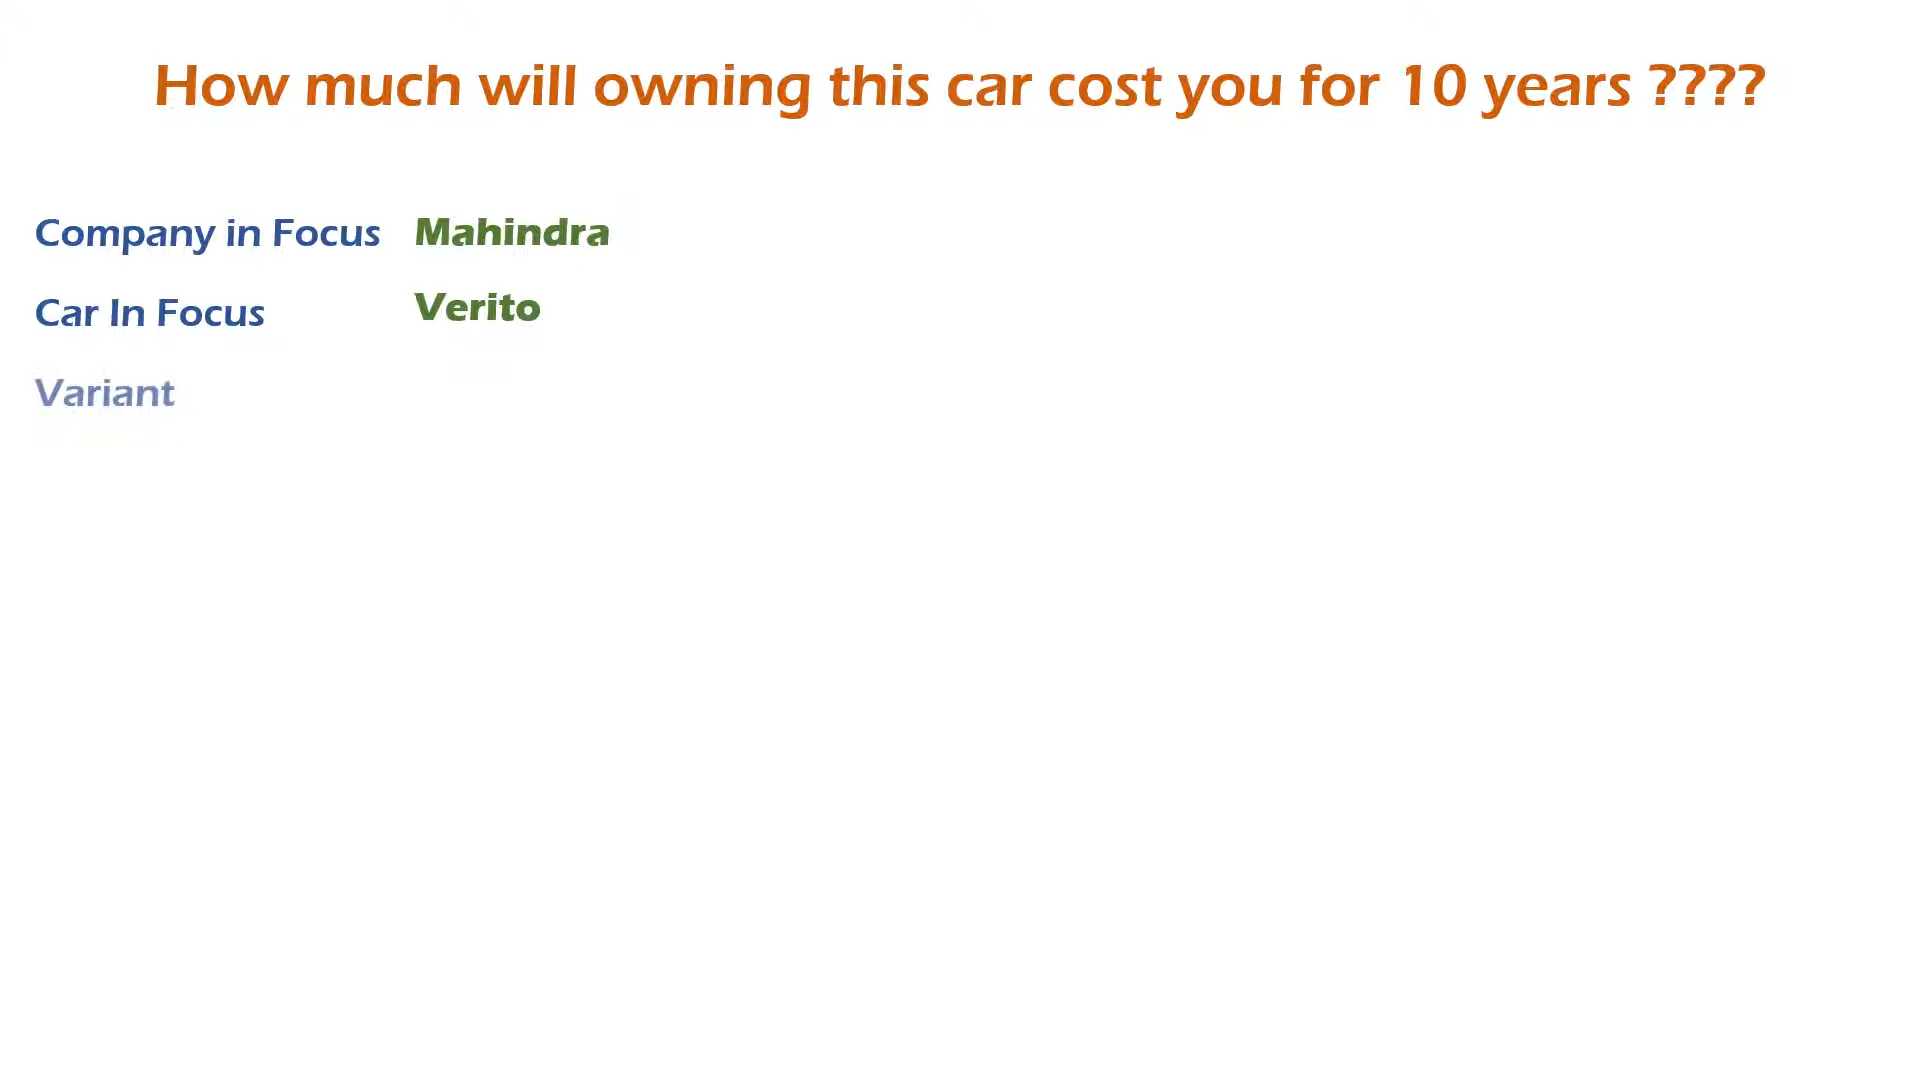 How much will owning this car cost you for 10 years ????
Company in Focus Mahindra
Car In Focus Verito
Variant